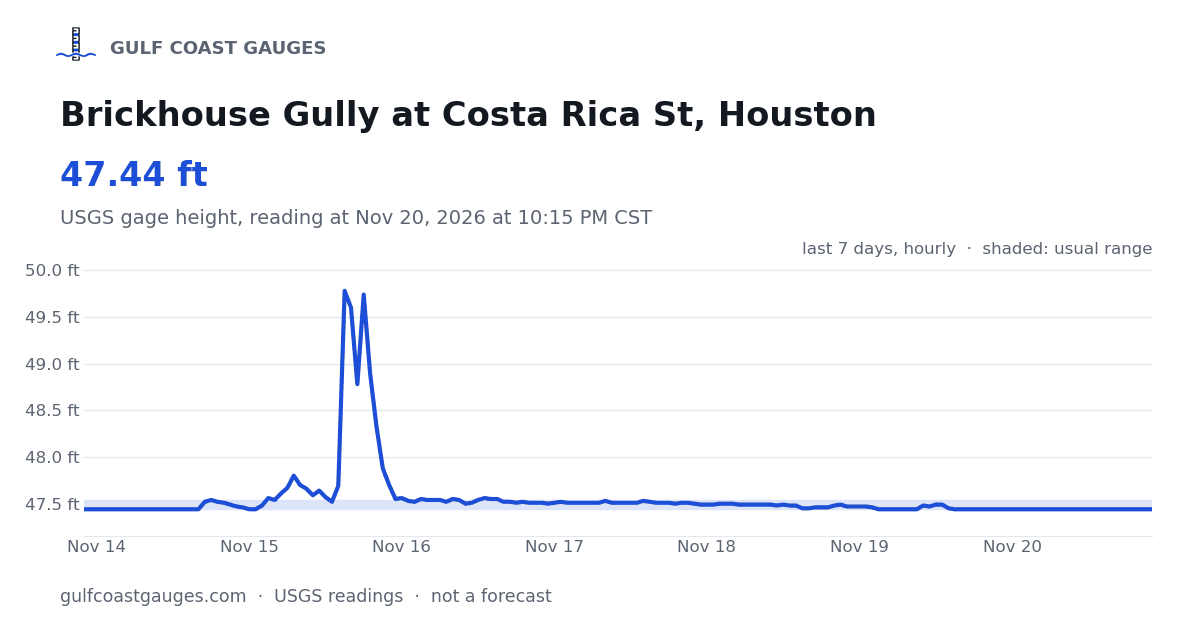 GULF COAST GAUGES
Brickhouse Gully at Costa Rica St, Houston
47.44 ft
USGS gage height, reading at Nov 20, 2026 at 10:15 PM CST
last 7 days, hourly · shaded: usual range
50.0 ft
49.5 ft
49.0 ft
48.5 ft
48.0 ft
47.5 ft
Nov 14 Nov 15 Nov 16 Nov 17 Nov 18 Nov 19 Nov 20
gulfcoastgauges.com · USGS readings · not a forecast